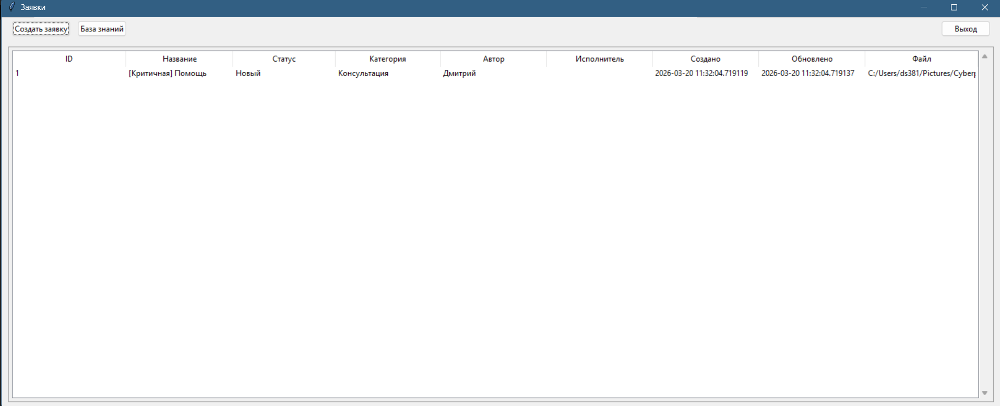 Заявки
Создать заявку База знаний Выход
ID Название Статус Категория Автор Исполнитель Создано Обновлено Файл
1 [Критичная] Помощь Новый Консультация Дмитрий 2026-03-20 11:32:04.719119 2026-03-20 11:32:04.719137 C:/Users/ds381/Pictures/Cyber